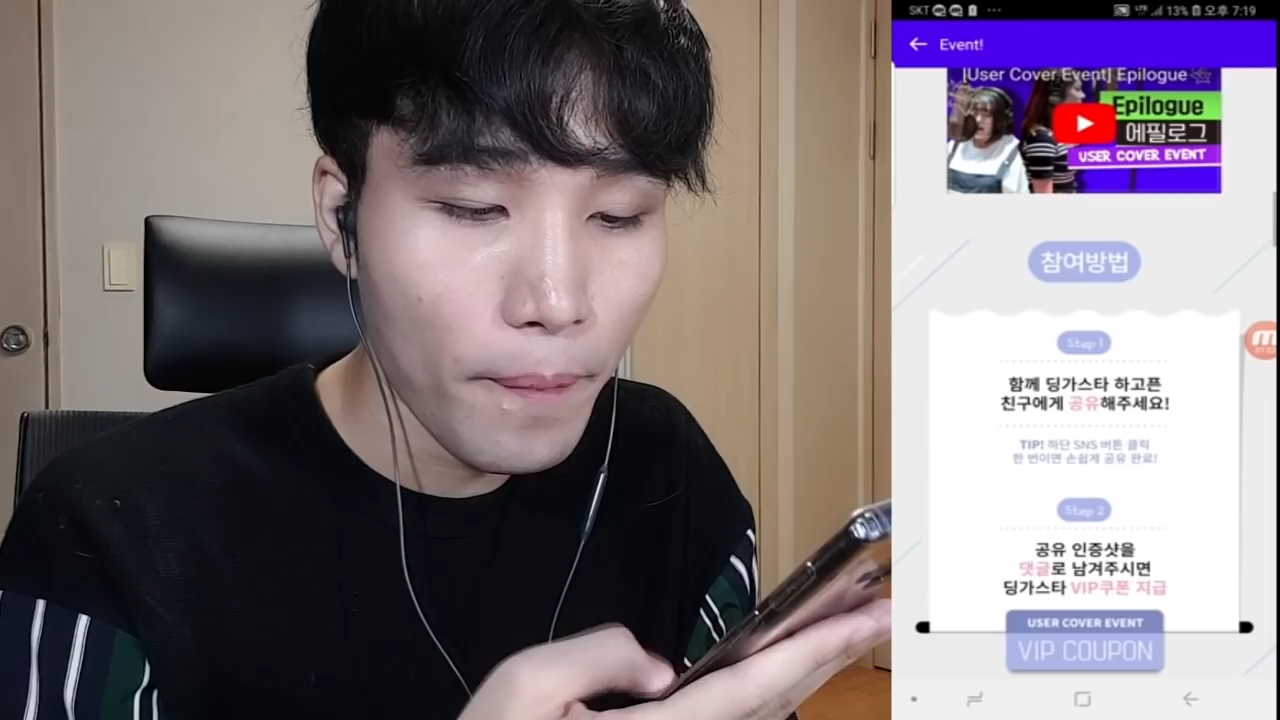 SKT
13% 오후 7:19
Event!
[User Cover Event] Epilogue
Epilogue
에필로그
USER COVER EVENT
참여방법
Step 1
함께 딩가스타 하고픈
친구에게 공유해주세요!
TIP! 하단 SNS 버튼 클릭
한 번이면 손쉽게 공유 완료!
Step 2
공유 인증샷을
댓글로 남겨주시면
딩가스타 VIP쿠폰 지급
USER COVER EVENT
VIP COUPON